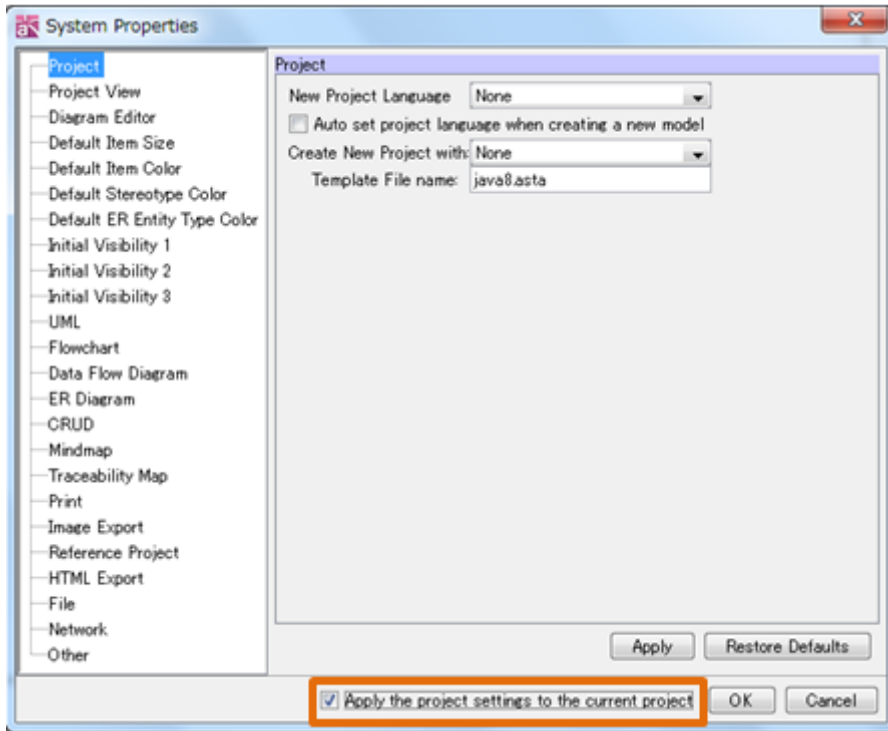 System Properties
Project
Project View
Diagram Editor
Default Item Size
Default Item Color
Default Stereotype Color
Default ER Entity Type Color
Initial Visibility 1
Initial Visibility 2
Initial Visibility 3
UML
Flowchart
Data Flow Diagram
ER Diagram
CRUD
Mindmap
Traceability Map
Print
Image Export
Reference Project
HTML Export
File
Network
Other
Project
New Project Language None
Auto set project language when creating a new model
Create New Project with: None
Template File name: java8.asta
Apply Restore Defaults
Apply the project settings to the current project OK Cancel